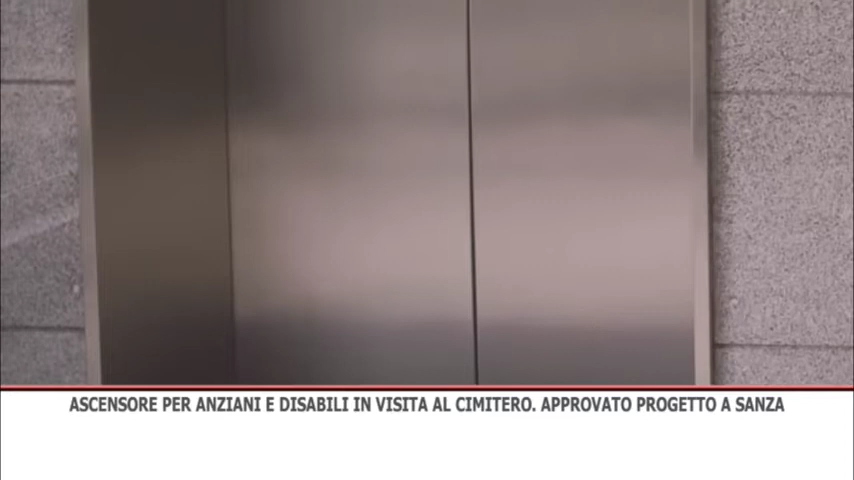 ASCENSORE PER ANZIANI E DISABILI IN VISITA AL CIMITERO. APPROVATO PROGETTO A SANZA